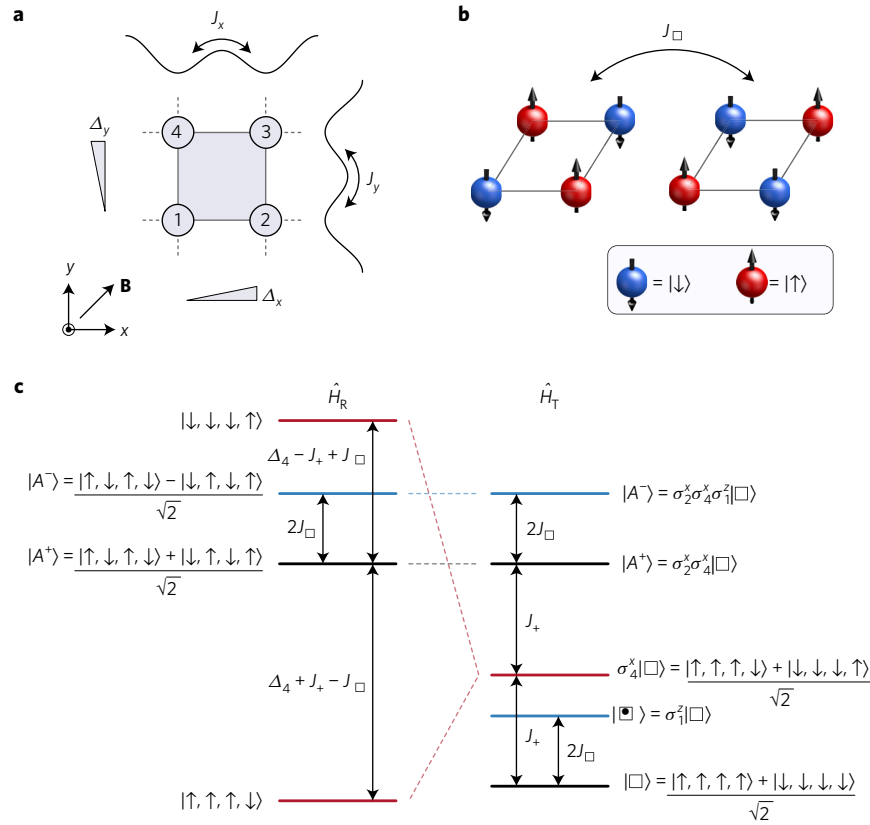 a
J_x
b
J_□
Δ_y
4
3
J_y
1
2
y
B
x
Δ_x
= |↓⟩
= |↑⟩
c
Ĥ_R
Ĥ_T
|↓, ↓, ↓, ↑⟩
Δ_4 − J_+ + J_□
|A⁻⟩ = |↑, ↓, ↑, ↓⟩ − |↓, ↑, ↓, ↑⟩
√2
2J_□
2J_□
|A⁻⟩ = σ_2^x σ_4^x σ_1^z |□⟩
|A⁺⟩ = |↑, ↓, ↑, ↓⟩ + |↓, ↑, ↓, ↑⟩
√2
|A⁺⟩ = σ_2^x σ_4^x |□⟩
J_+
Δ_4 + J_+ − J_□
σ_4^x |□⟩ = |↑, ↑, ↑, ↓⟩ + |↓, ↓, ↓, ↑⟩
√2
|▣⟩ = σ_1^z |□⟩
J_+
2J_□
|↑, ↑, ↑, ↓⟩
|□⟩ = |↑, ↑, ↑, ↑⟩ + |↓, ↓, ↓, ↓⟩
√2